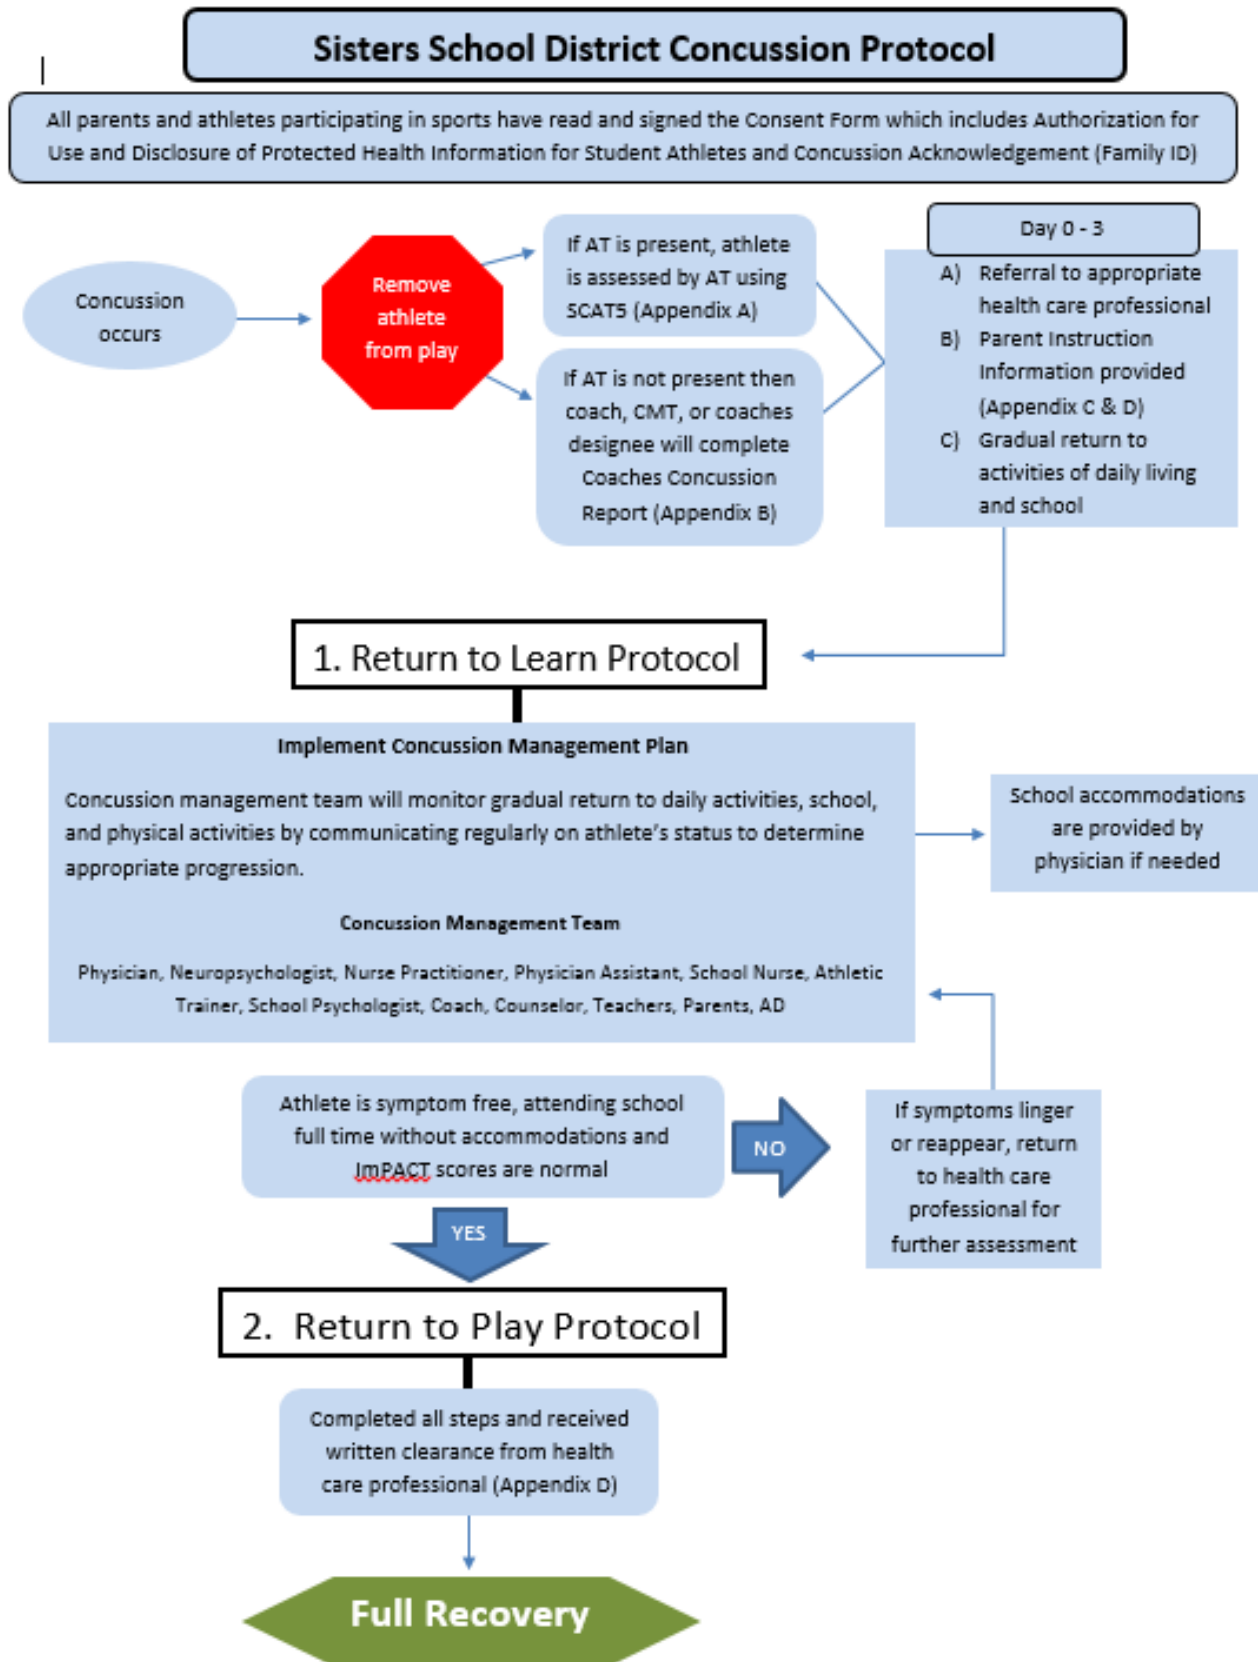 Sisters School District Concussion Protocol
All parents and athletes participating in sports have read and signed the Consent Form which includes Authorization for
Use and Disclosure of Protected Health Information for Student Athletes and Concussion Acknowledgement (Family ID)
Concussion
occurs
Remove
athlete
from play
If AT is present, athlete
is assessed by AT using
SCAT5 (Appendix A)
If AT is not present then
coach, CMT, or coaches
designee will complete
Coaches Concussion
Report (Appendix B)
Day 0 - 3
A) Referral to appropriate
health care professional
B) Parent Instruction
Information provided
(Appendix C & D)
C) Gradual return to
activities of daily living
and school
1. Return to Learn Protocol
Implement Concussion Management Plan
Concussion management team will monitor gradual return to daily activities, school,
and physical activities by communicating regularly on athlete's status to determine
appropriate progression.
Concussion Management Team
Physician, Neuropsychologist, Nurse Practitioner, Physician Assistant, School Nurse, Athletic
Trainer, School Psychologist, Coach, Counselor, Teachers, Parents, AD
School accommodations
are provided by
physician if needed
Athlete is symptom free, attending school
full time without accommodations and
ImPACT scores are normal
NO
If symptoms linger
or reappear, return
to health care
professional for
further assessment
YES
2. Return to Play Protocol
Completed all steps and received
written clearance from health
care professional (Appendix D)
Full Recovery